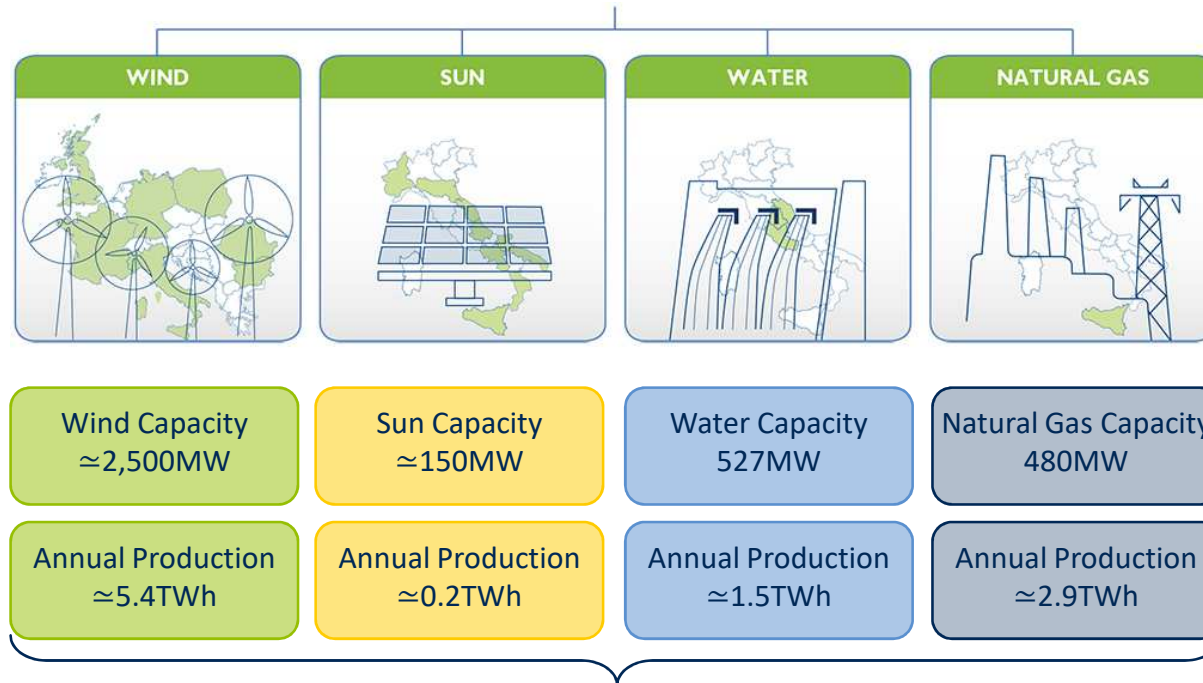 WIND
SUN
WATER
NATURAL GAS
Wind Capacity
≃2,500MW
Sun Capacity
≃150MW
Water Capacity
527MW
Natural Gas Capacity
480MW
Annual Production
≃5.4TWh
Annual Production
≃0.2TWh
Annual Production
≃1.5TWh
Annual Production
≃2.9TWh